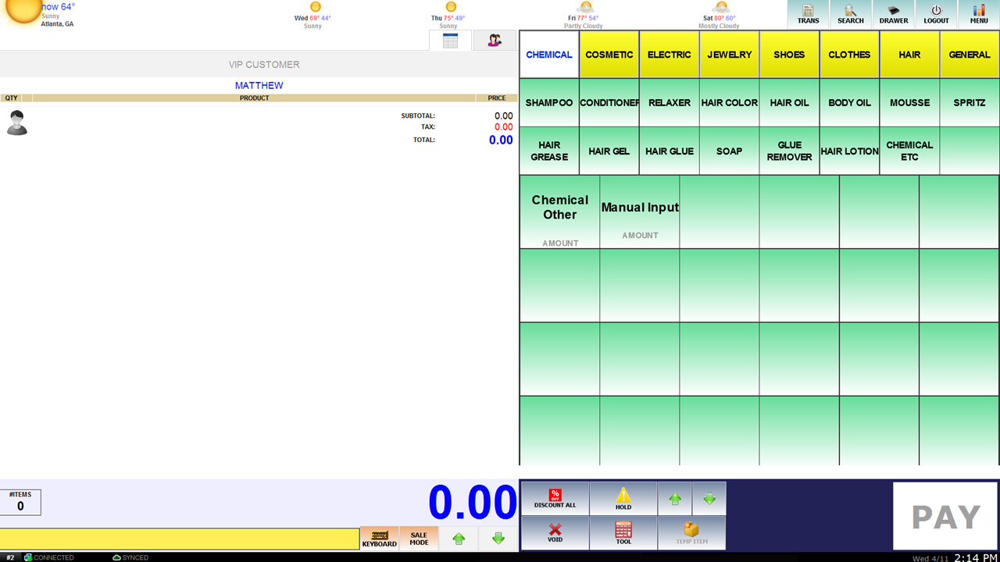 now 64°
Sunny
Atlanta, GA
Wed 69° 44°
Sunny
Thu 75° 49°
Sunny
Fri 77° 54°
Partly Cloudy
Sat 80° 60°
Mostly Cloudy
TRANS
SEARCH
DRAWER
LOGOUT
MENU
VIP CUSTOMER
MATTHEW
QTY PRODUCT PRICE
SUBTOTAL: 0.00
TAX: 0.00
TOTAL: 0.00
CHEMICAL COSMETIC ELECTRIC JEWELRY SHOES CLOTHES HAIR GENERAL
SHAMPOO CONDITIONER RELAXER HAIR COLOR HAIR OIL BODY OIL MOUSSE SPRITZ
HAIR
GREASE
HAIR GEL
HAIR GLUE
SOAP
GLUE
REMOVER
HAIR LOTION
CHEMICAL
ETC
Chemical
Other
AMOUNT
Manual Input
AMOUNT
#ITEMS
0
0.00
KEYBOARD
SALE
MODE
%
OFF
DISCOUNT ALL
HOLD
VOID
TOOL
TEMP ITEM
PAY
#2 CONNECTED SYNCED
Wed 4/11 2:14 PM